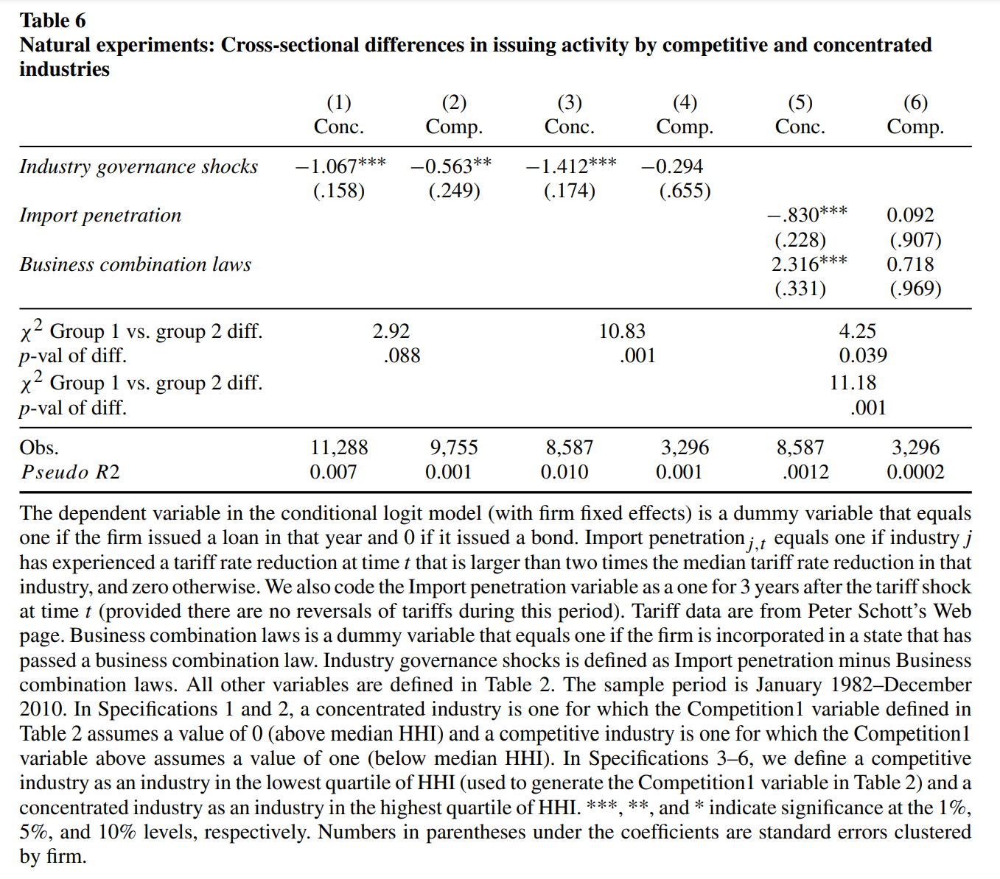 Table 6
Natural experiments: Cross-sectional differences in issuing activity by competitive and concentrated
industries
(1) (2) (3) (4) (5) (6)
Conc. Comp. Conc. Comp. Conc. Comp.
Industry governance shocks −1.067*** −0.563** −1.412*** −0.294
(.158) (.249) (.174) (.655)
Import penetration −.830*** 0.092
(.228) (.907)
Business combination laws 2.316*** 0.718
(.331) (.969)
χ² Group 1 vs. group 2 diff. 2.92 10.83 4.25
p-val of diff. .088 .001 0.039
χ² Group 1 vs. group 2 diff. 11.18
p-val of diff. .001
Obs. 11,288 9,755 8,587 3,296 8,587 3,296
Pseudo R2 0.007 0.001 0.010 0.001 .0012 0.0002
The dependent variable in the conditional logit model (with firm fixed effects) is a dummy variable that equals
one if the firm issued a loan in that year and 0 if it issued a bond. Import penetration j,t equals one if industry j
has experienced a tariff rate reduction at time t that is larger than two times the median tariff rate reduction in that
industry, and zero otherwise. We also code the Import penetration variable as a one for 3 years after the tariff shock
at time t (provided there are no reversals of tariffs during this period). Tariff data are from Peter Schott's Web
page. Business combination laws is a dummy variable that equals one if the firm is incorporated in a state that has
passed a business combination law. Industry governance shocks is defined as Import penetration minus Business
combination laws. All other variables are defined in Table 2. The sample period is January 1982–December
2010. In Specifications 1 and 2, a concentrated industry is one for which the Competition1 variable defined in
Table 2 assumes a value of 0 (above median HHI) and a competitive industry is one for which the Competition1
variable above assumes a value of one (below median HHI). In Specifications 3–6, we define a competitive
industry as an industry in the lowest quartile of HHI (used to generate the Competition1 variable in Table 2) and a
concentrated industry as an industry in the highest quartile of HHI. ***, **, and * indicate significance at the 1%,
5%, and 10% levels, respectively. Numbers in parentheses under the coefficients are standard errors clustered
by firm.